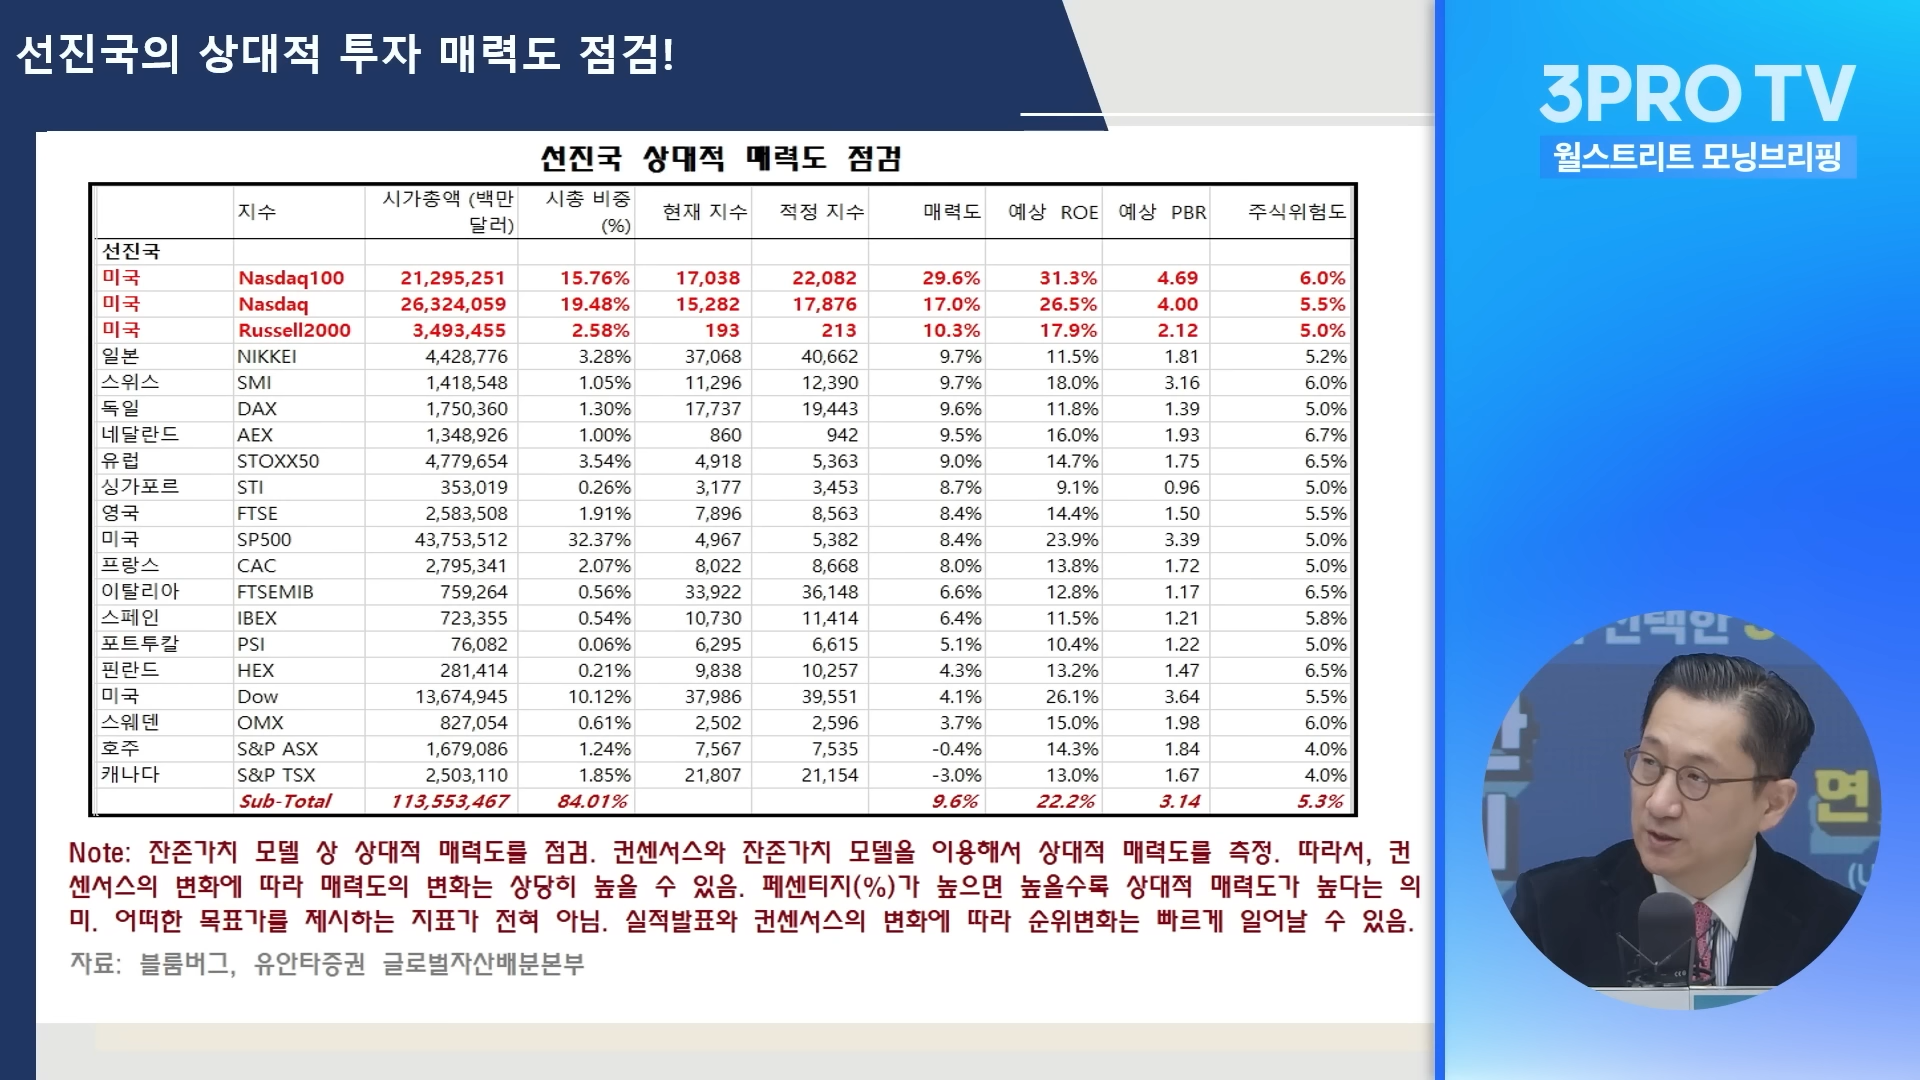 선진국의 상대적 투자 매력도 점검!
3PRO TV
월스트리트 모닝브리핑
선진국 상대적 매력도 점검
지수 시가총액 (백만 달러) 시총 비중 (%) 현재 지수 적정 지수 매력도 예상 ROE 예상 PBR 주식위험도
선진국
미국 Nasdaq100 21,295,251 15.76% 17,038 22,082 29.6% 31.3% 4.69 6.0%
미국 Nasdaq 26,324,059 19.48% 15,282 17,876 17.0% 26.5% 4.00 5.5%
미국 Russell2000 3,493,455 2.58% 193 213 10.3% 17.9% 2.12 5.0%
일본 NIKKEI 4,428,776 3.28% 37,068 40,662 9.7% 11.5% 1.81 5.2%
스위스 SMI 1,418,548 1.05% 11,296 12,390 9.7% 18.0% 3.16 6.0%
독일 DAX 1,750,360 1.30% 17,737 19,443 9.6% 11.8% 1.39 5.0%
네달란드 AEX 1,348,926 1.00% 860 942 9.5% 16.0% 1.93 6.7%
유럽 STOXX50 4,779,654 3.54% 4,918 5,363 9.0% 14.7% 1.75 6.5%
싱가포르 STI 353,019 0.26% 3,177 3,453 8.7% 9.1% 0.96 5.0%
영국 FTSE 2,583,508 1.91% 7,896 8,563 8.4% 14.4% 1.50 5.5%
미국 SP500 43,753,512 32.37% 4,967 5,382 8.4% 23.9% 3.39 5.0%
프랑스 CAC 2,795,341 2.07% 8,022 8,668 8.0% 13.8% 1.72 5.0%
이탈리아 FTSEMIB 759,264 0.56% 33,922 36,148 6.6% 12.8% 1.17 6.5%
스페인 IBEX 723,355 0.54% 10,730 11,414 6.4% 11.5% 1.21 5.8%
포트투칼 PSI 76,082 0.06% 6,295 6,615 5.1% 10.4% 1.22 5.0%
핀란드 HEX 281,414 0.21% 9,838 10,257 4.3% 13.2% 1.47 6.5%
미국 Dow 13,674,945 10.12% 37,986 39,551 4.1% 26.1% 3.64 5.5%
스웨덴 OMX 827,054 0.61% 2,502 2,596 3.7% 15.0% 1.98 6.0%
호주 S&P ASX 1,679,086 1.24% 7,567 7,535 -0.4% 14.3% 1.84 4.0%
캐나다 S&P TSX 2,503,110 1.85% 21,807 21,154 -3.0% 13.0% 1.67 4.0%
Sub-Total 113,553,467 84.01% 9.6% 22.2% 3.14 5.3%
Note: 잔존가치 모델 상 상대적 매력도를 점검. 컨센서스와 잔존가치 모델을 이용해서 상대적 매력도를 측정. 따라서, 컨
센서스의 변화에 따라 매력도의 변화는 상당히 높을 수 있음. 페센티지(%)가 높으면 높을수록 상대적 매력도가 높다는 의
미. 어떠한 목표가를 제시하는 지표가 전혀 아님. 실적발표와 컨센서스의 변화에 따라 순위변화는 빠르게 일어날 수 있음.
자료: 블룸버그, 유안타증권 글로벌자산배분본부
연